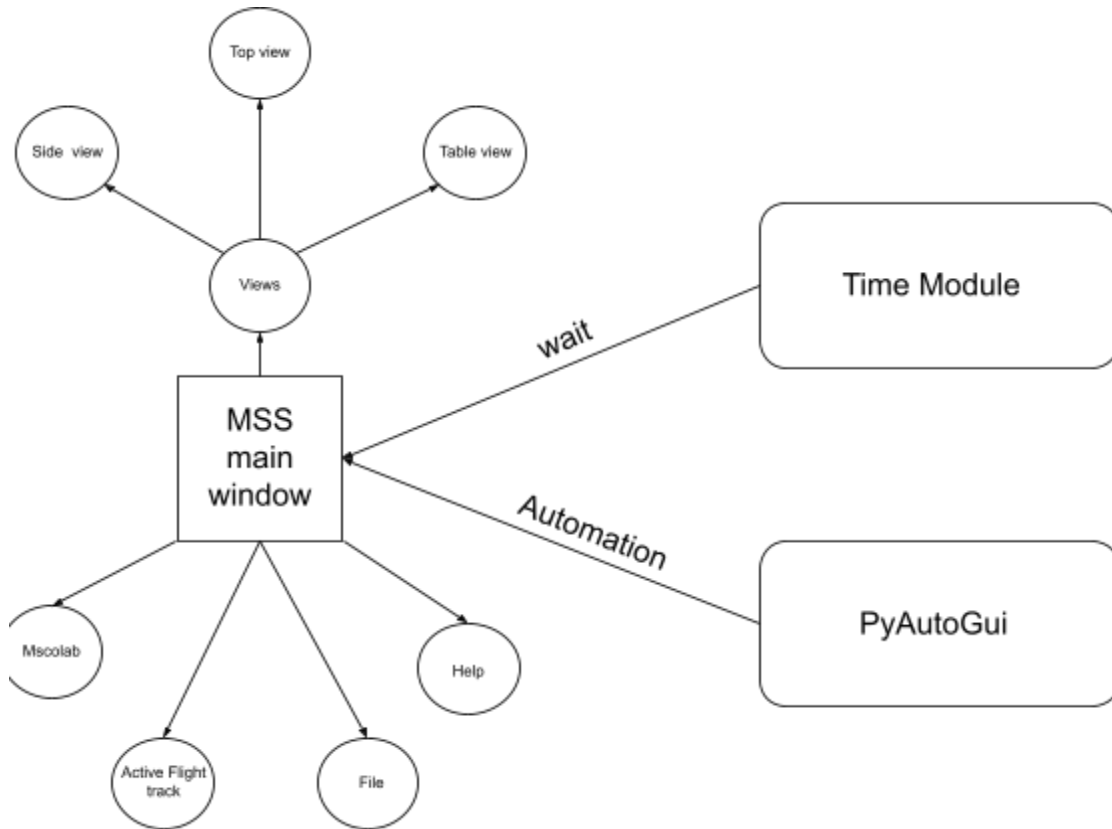 Top view
Side  view
Table view
Views
Time Module
wait
MSS
main
window
Automation
PyAutoGui
Mscolab
Help
Active Flight
track
File